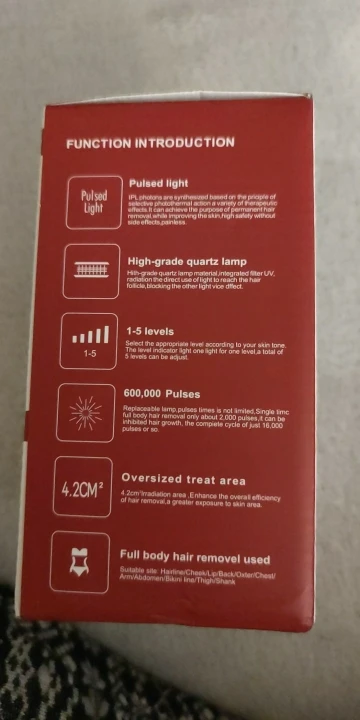 FUNCTION INTRODUCTION
Pulsed
Light
Pulsed light
IPL photons are synthesized based on the priciple of
selective photothermal action a variety of therapeutic
effects.It can achieve the purpose of permanent hair
removal,while improving the skin,high safety without
side effects,painless.
High-grade quartz lamp
Hiih-grade quartz lamp material,integrated filter UV,
radiation the direct use of light to reach the hair
follicle,blocking the other light vice dffect.
1-5
1-5 levels
Select the appropriate level according to your skin tone.
The level indicator light one light for one level,a total of
5 levels can be adjust.
600,000 Pulses
Replaceable lamp,pulses limes is not limited,Single limc
full body hair removal only about 2,000 pulses,it can be
inhibited hair growth, the complete cycle of just 16,000
pulses or so.
4.2CM²
Oversized treat area
4.2cm²Irradiation area .Enhance the overall efficiency
of hair removal,a greater exposure to skin area.
Full body hair removel used
Suitable site: Hairline/Cheek/Lip/Back/Oxter/Chest/
Arm/Abdomen/Bikini line/Thigh/Shank